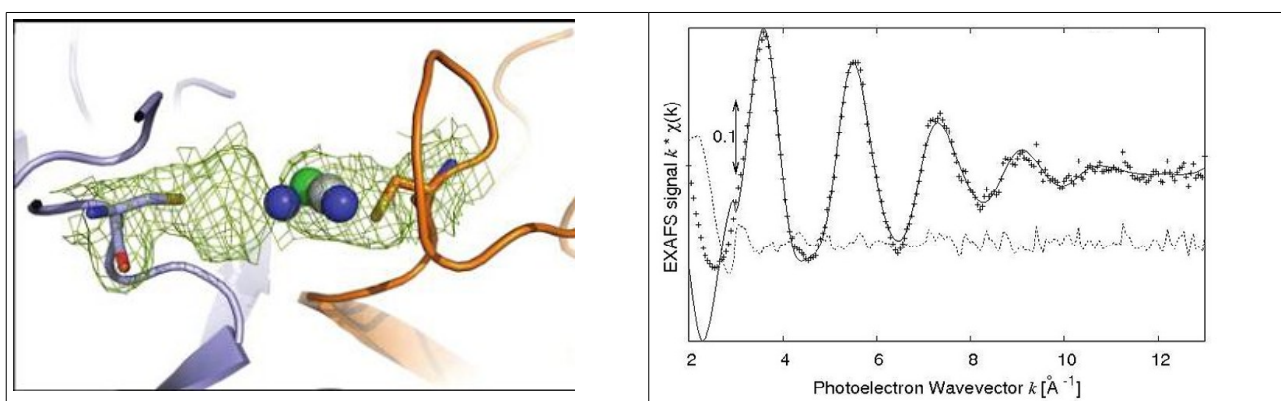 EXAFS signal k * χ(k)
0.1
2 4 6 8 10 12
Photoelectron Wavevector k [Å⁻¹]